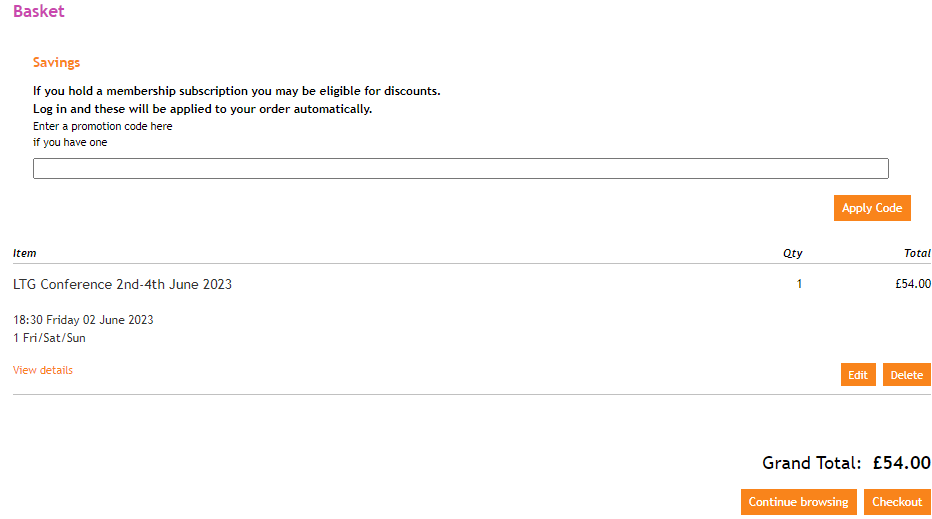 Basket
Savings
If you hold a membership subscription you may be eligible for discounts.
Log in and these will be applied to your order automatically.
Enter a promotion code here
if you have one
Apply Code
Item Qty Total
LTG Conference 2nd-4th June 2023 1 £54.00
18:30 Friday 02 June 2023
1 Fri/Sat/Sun
View details Edit Delete
Grand Total: £54.00
Continue browsing Checkout